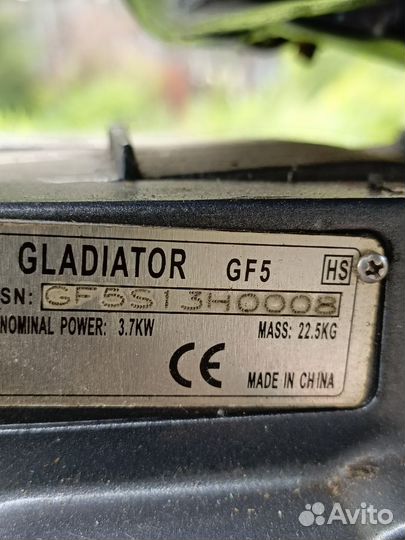 GLADIATOR GF5 HS
SN: GF5S13H0008
NOMINAL POWER: 3.7KW MASS: 22.5KG
CE
MADE IN CHINA
Avito